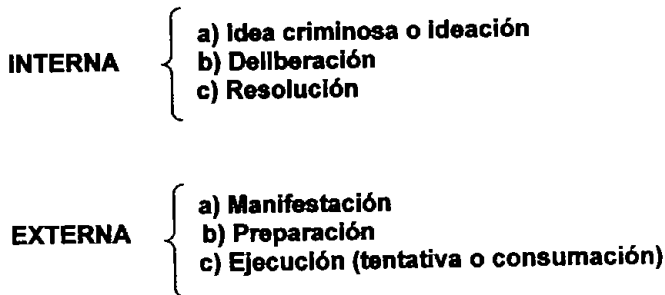 INTERNA
a) Idea criminosa o ideación
b) Deliberación
c) Resolución
EXTERNA
a) Manifestación
b) Preparación
c) Ejecución (tentativa o consumación)